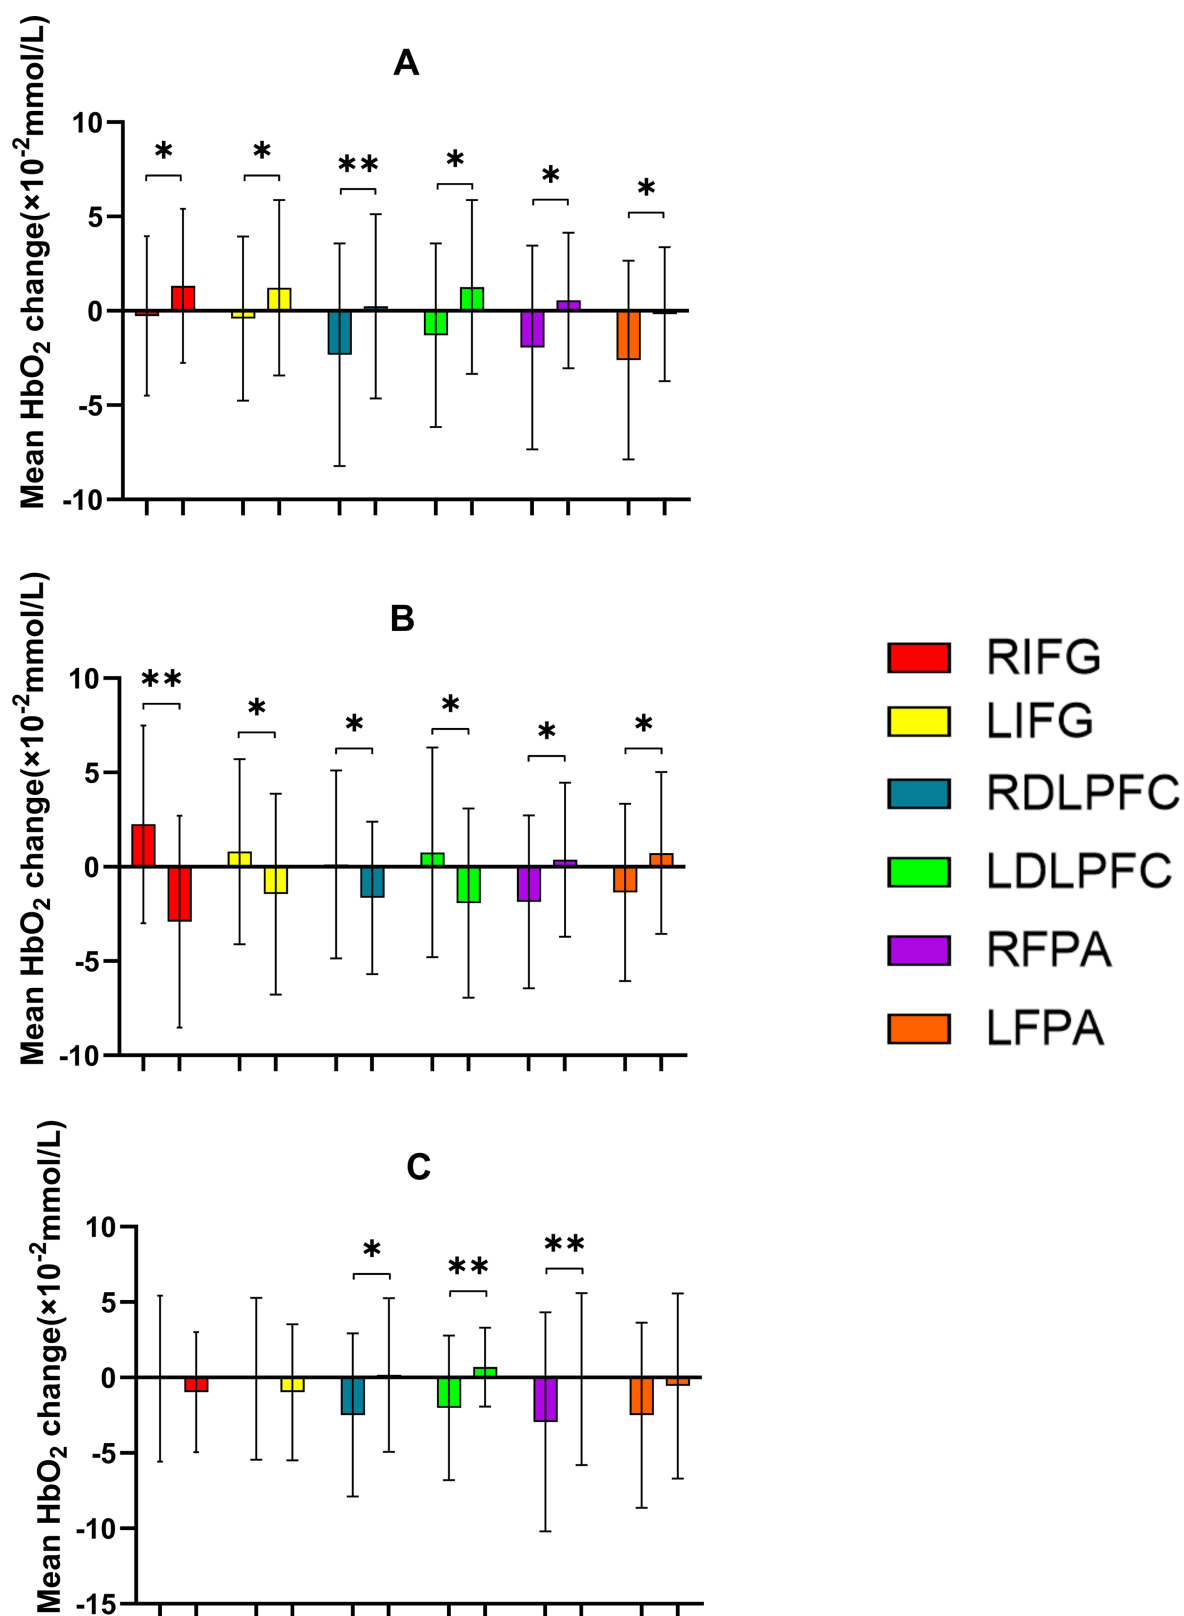 A
Mean HbO2 change(×10-2mmol/L)
10
5
0
-5
-10
* * ** * * *
B
Mean HbO2 change(×10-2mmol/L)
10
5
0
-5
-10
** * * * * *
RIFG
LIFG
RDLPFC
LDLPFC
RFPA
LFPA
C
Mean HbO2 change(×10-2mmol/L)
10
5
0
-5
-10
-15
* ** **